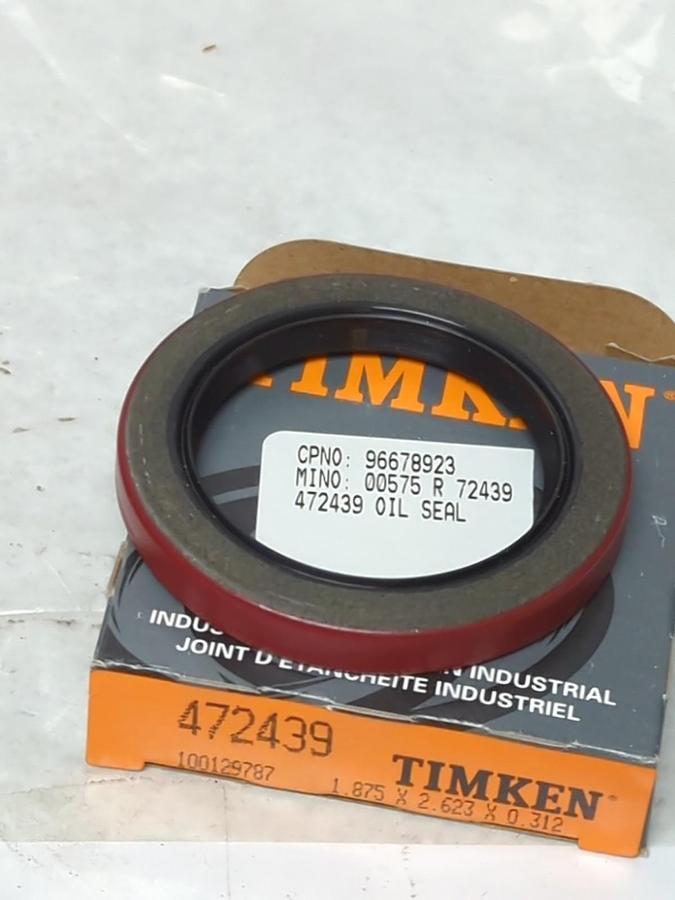 TIMKEN
CPNO: 96678923
MINO: 00575 R 72439
472439 OIL SEAL
INDUSTRIAL
JOINT D'ETANCHEITE INDUSTRIEL
472439
100129787
TIMKEN
1.875 X 2.623 X 0.312